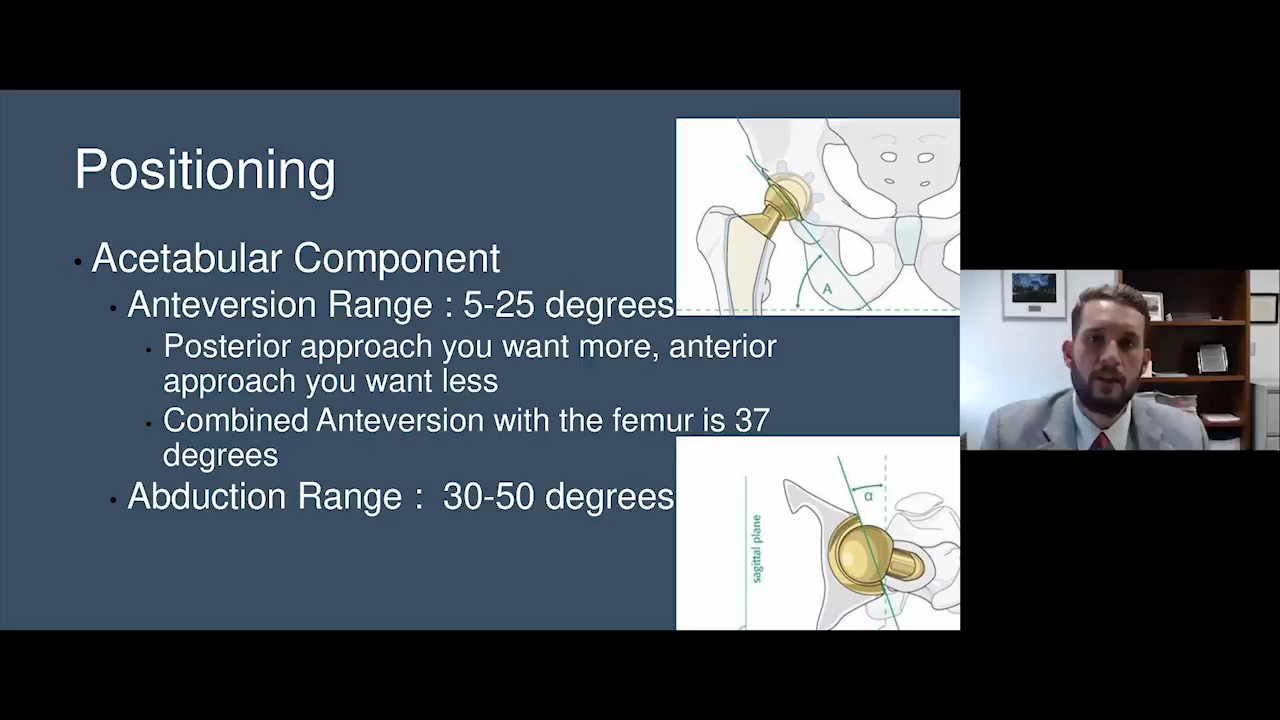 Positioning
• Acetabular Component
• Anteversion Range : 5-25 degrees
• Posterior approach you want more, anterior
approach you want less
• Combined Anteversion with the femur is 37
degrees
• Abduction Range : 30-50 degrees
A
α
sagittal plane